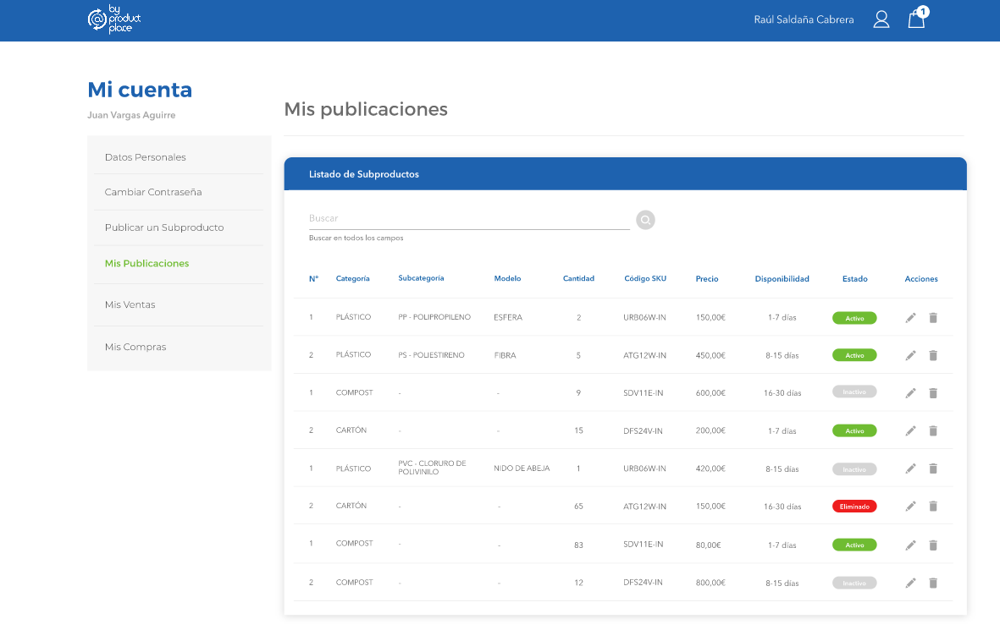 by
product
place
Raúl Saldaña Cabrera
1
Mi cuenta
Juan Vargas Aguirre
Mis publicaciones
Datos Personales
Cambiar Contraseña
Publicar un Subproducto
Mis Publicaciones
Mis Ventas
Mis Compras
Listado de Subproductos
Buscar
Buscar en todos los campos
Nº Categoría Subcategoría Modelo Cantidad Código SKU Precio Disponibilidad Estado Acciones
1 PLÁSTICO PP - POLIPROPILENO ESFERA 2 URB06W-IN 150,00€ 1-7 días Activo
2 PLÁSTICO PS - POLIESTIRENO FIBRA 5 ATG12W-IN 450,00€ 8-15 días Activo
1 COMPOST - - 9 SDV11E-IN 600,00€ 16-30 días Inactivo
2 CARTÓN - - 15 DFS24V-IN 200,00€ 1-7 días Activo
1 PLÁSTICO PVC - CLORURO DE POLIVINILO NIDO DE ABEJA 1 URB06W-IN 420,00€ 8-15 días Inactivo
2 CARTÓN - - 65 ATG12W-IN 150,00€ 16-30 días Eliminado
1 COMPOST - - 83 SDV11E-IN 80,00€ 1-7 días Activo
2 COMPOST - - 12 DFS24V-IN 800,00€ 8-15 días Inactivo